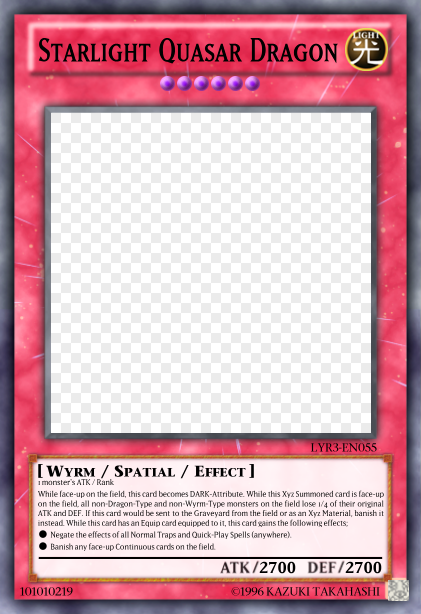 Starlight Quasar Dragon
LIGHT
光
LYR3-EN055
[ Wyrm / Spatial / Effect ]
1 monster's ATK / Rank
While face-up on the field, this card becomes DARK-Attribute. While this Xyz Summoned card is face-up
on the field, all non-Dragon-Type and non-Wyrm-Type monsters on the field lose 1/4 of their original
ATK and DEF. If this card would be sent to the Graveyard from the field or as an Xyz Material, banish it
instead. While this card has an Equip card equipped to it, this card gains the following effects;
● Negate the effects of all Normal Traps and Quick-Play Spells (anywhere).
● Banish any face-up Continuous cards on the field.
ATK/2700 DEF/2700
101010219
©1996 KAZUKI TAKAHASHI